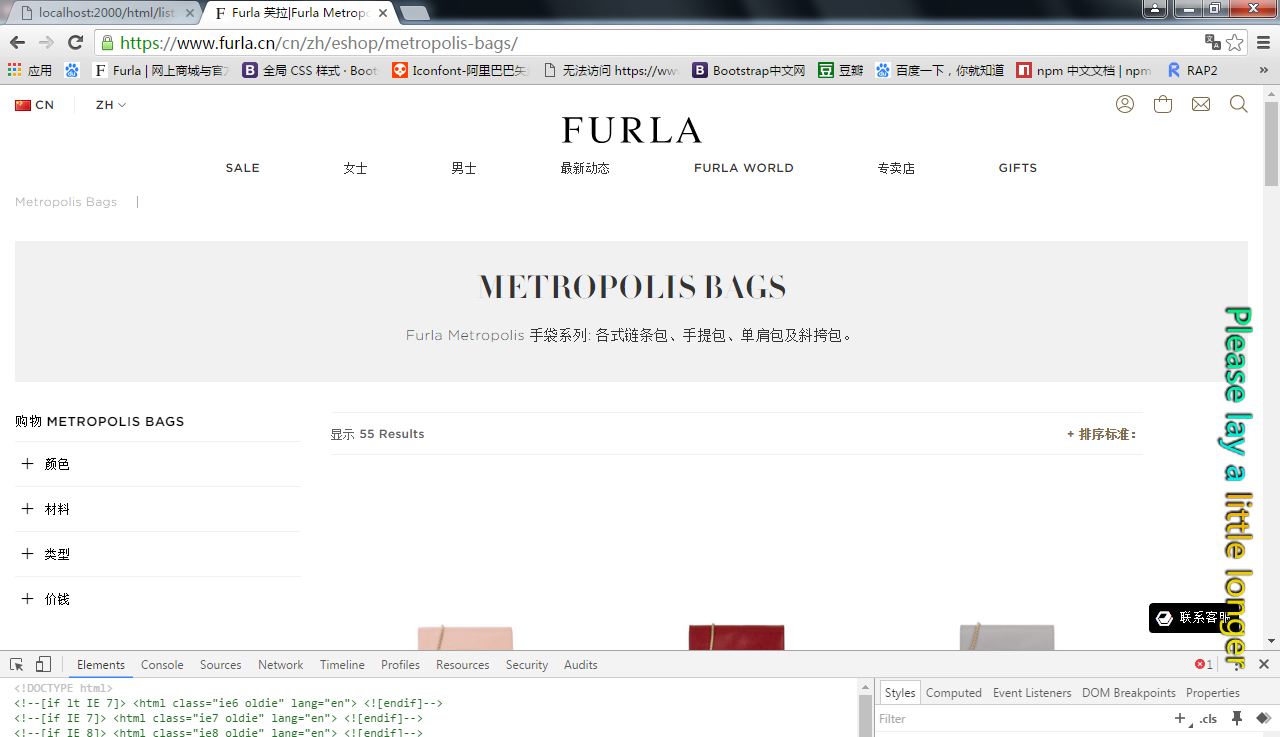 localhost:2000/html/list
Furla 芙拉|Furla Metropo
https://www.furla.cn/cn/zh/eshop/metropolis-bags/
应用
Furla | 网上商城与官方
全局 CSS 样式 · Boots
Iconfont-阿里巴巴矢
无法访问 https://www
Bootstrap中文网
豆瓣
百度一下，你就知道
npm 中文文档 | npm
RAP2
»
CN
ZH
FURLA
SALE
女士
男士
最新动态
FURLA WORLD
专卖店
GIFTS
Metropolis Bags |
METROPOLIS BAGS
Furla Metropolis 手袋系列: 各式链条包、手提包、单肩包及斜挎包。
购物 METROPOLIS BAGS
显示 55 Results
+ 排序标准：
+ 颜色
+ 材料
+ 类型
+ 价钱
Please lay a little longer
联系客服
Elements Console Sources Network Timeline Profiles Resources Security Audits
1
<!DOCTYPE html>
<!--[if lt IE 7]> <html class="ie6 oldie" lang="en"> <![endif]-->
<!--[if IE 7]> <html class="ie7 oldie" lang="en"> <![endif]-->
<!--[if IE 8]> <html class="ie8 oldie" lang="en"> <![endif]-->
Styles Computed Event Listeners DOM Breakpoints Properties
Filter
+ .cls